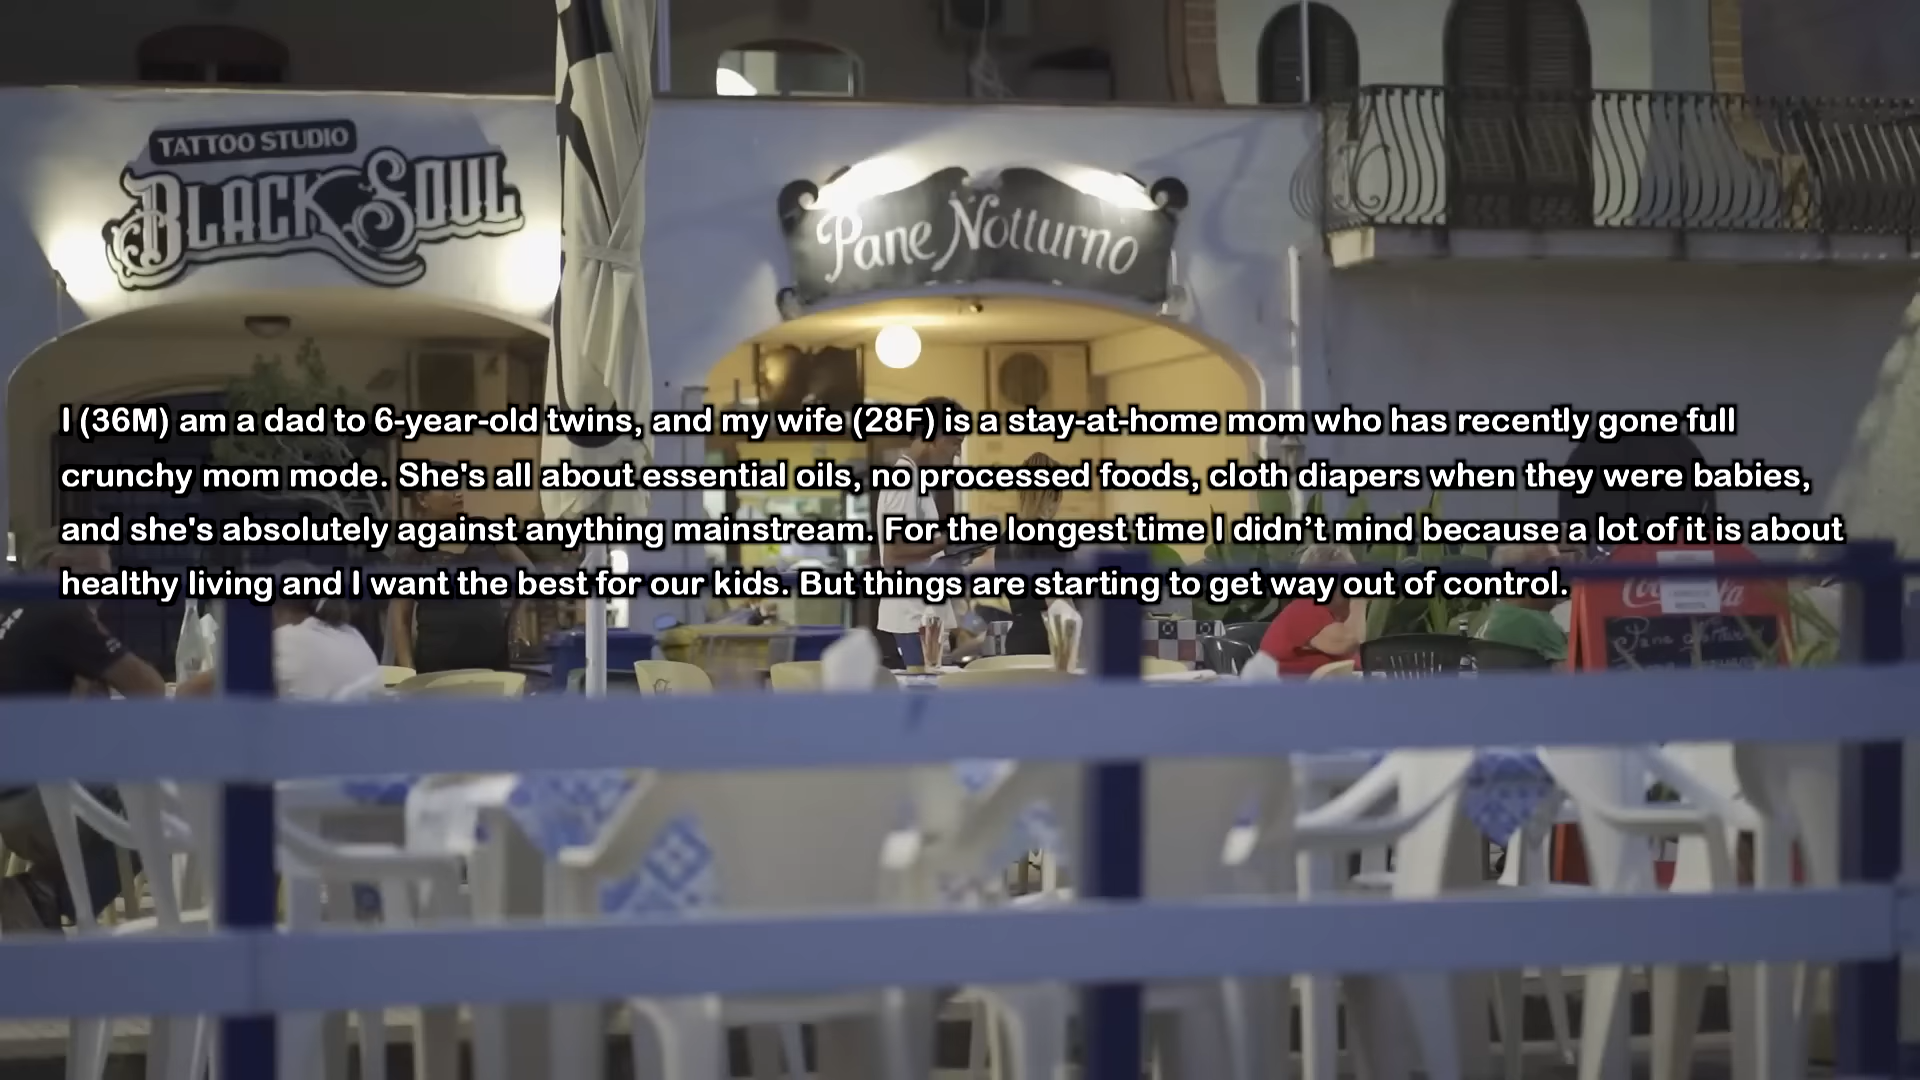 TATTOO STUDIO
BLACK SOUL
Pane Notturno
I (36M) am a dad to 6-year-old twins, and my wife (28F) is a stay-at-home mom who has recently gone full
crunchy mom mode. She's all about essential oils, no processed foods, cloth diapers when they were babies,
and she's absolutely against anything mainstream. For the longest time I didn’t mind because a lot of it is about
healthy living and I want the best for our kids. But things are starting to get way out of control.